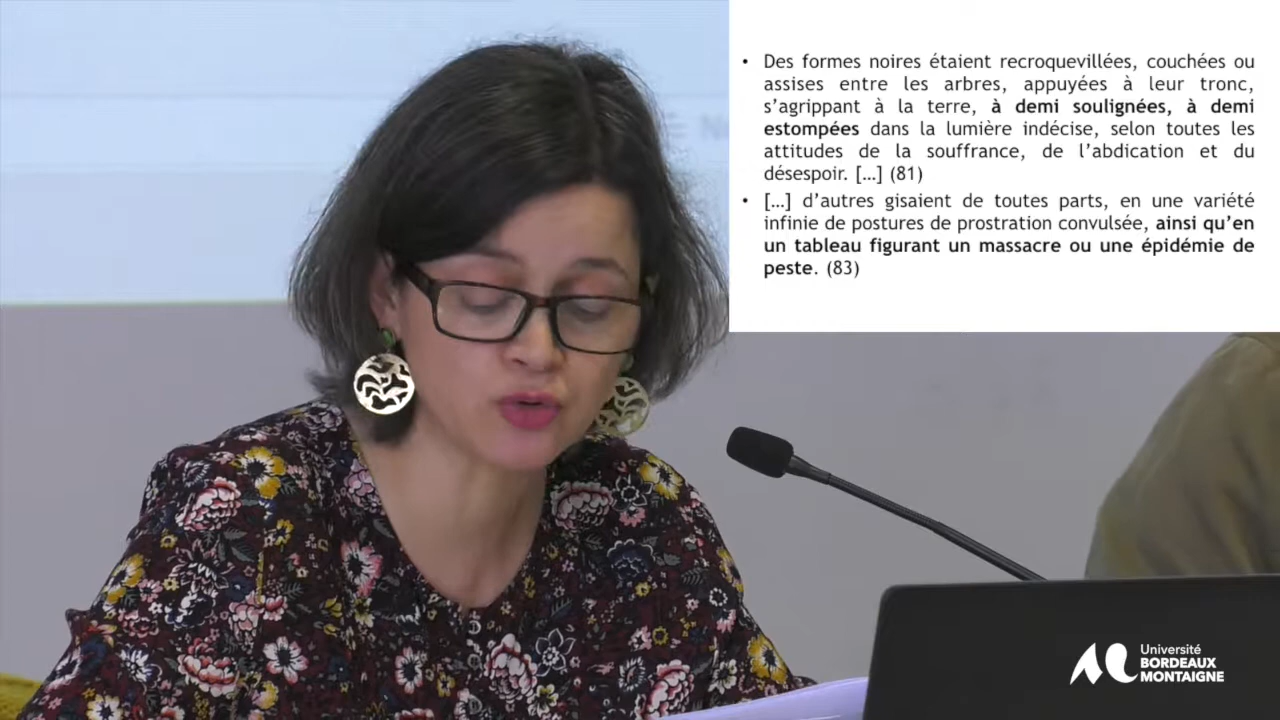 • Des formes noires étaient recroquevillées, couchées ou
assises entre les arbres, appuyées à leur tronc,
s’agrippant à la terre, à demi soulignées, à demi
estompées dans la lumière indécise, selon toutes les
attitudes de la souffrance, de l’abdication et du
désespoir. […] (81)
• […] d’autres gisaient de toutes parts, en une variété
infinie de postures de prostration convulsée, ainsi qu’en
un tableau figurant un massacre ou une épidémie de
peste. (83)
Université
BORDEAUX
MONTAIGNE